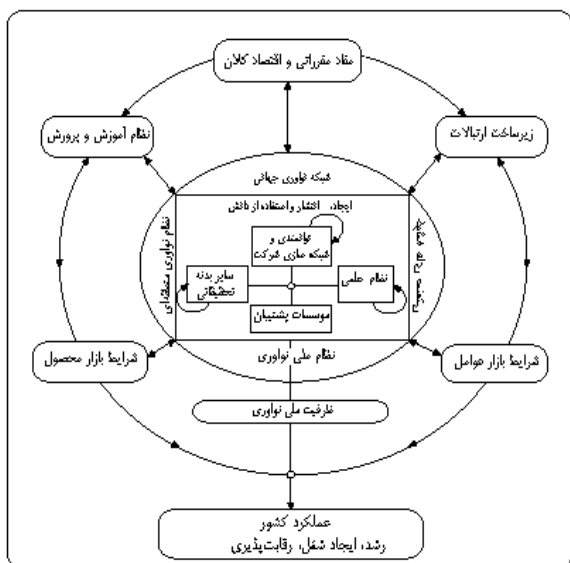 مفاد مقرراتی و اقتصاد کلان
نظام آموزش و پرورش
زیرساخت ارتباطات
شبکه نوآوری جهانی
ایجاد، انتشار و استفاده از دانش
توانمندی و
شبکه سازی شرکت
نظام نوآوری منطقه‌ای
سایر بدنه
تحقیقاتی
نظام علمی
موسسات پشتیبان
نظام ملی نوآوری
شرایط بازار محصول
شرایط بازار عوامل
ظرفیت ملی نوآوری
عملکرد کشور
رشد، ایجاد شغل، رقابت‌پذیری